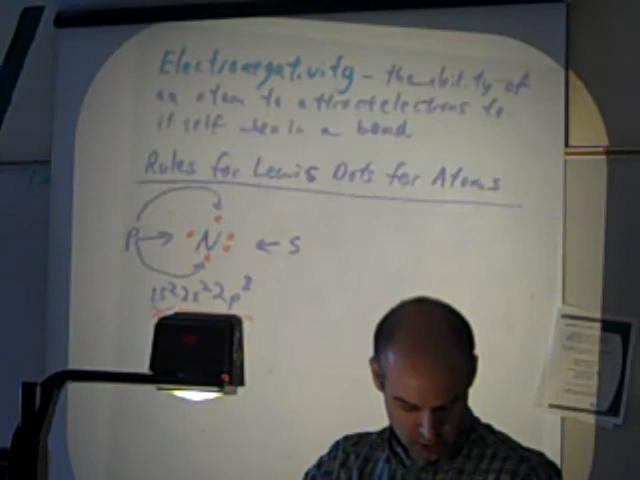 Electronegativity - the ability of
an atom to attract electrons to
itself when in a bond
Rules for Lewis Dots for Atoms
P → N ← S
1s²2s²2p³